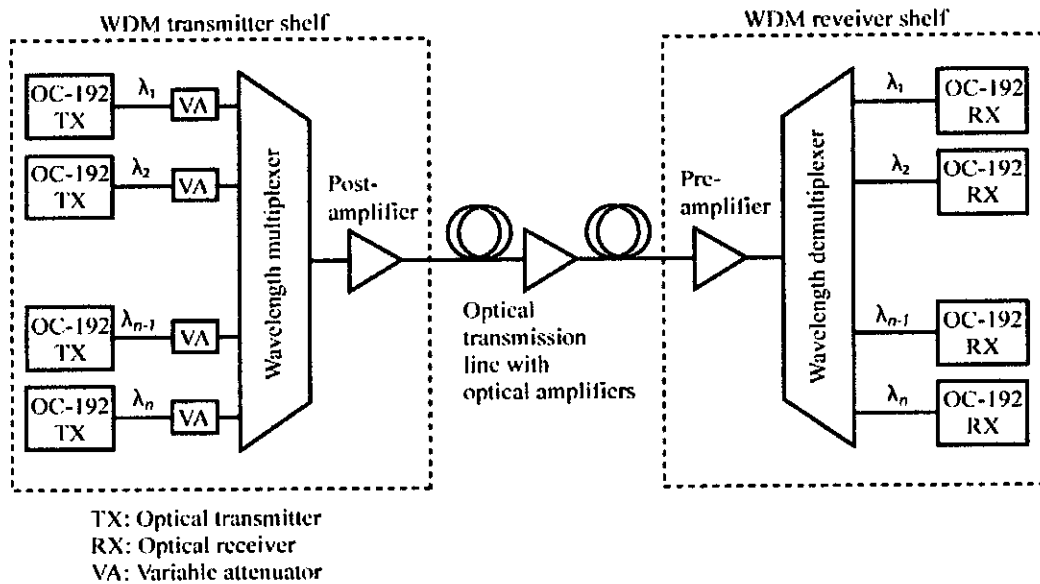 WDM transmitter shelf
WDM reveiver shelf
OC-192
TX
λ1
VA
OC-192
TX
λ2
VA
OC-192
TX
λn-1
VA
OC-192
TX
λn
VA
Wavelength multiplexer
Post-
amplifier
Optical
transmission
line with
optical amplifiers
Pre-
amplifier
Wavelength demultiplexer
λ1
OC-192
RX
λ2
OC-192
RX
λn-1
OC-192
RX
λn
OC-192
RX
TX: Optical transmitter
RX: Optical receiver
VA: Variable attenuator